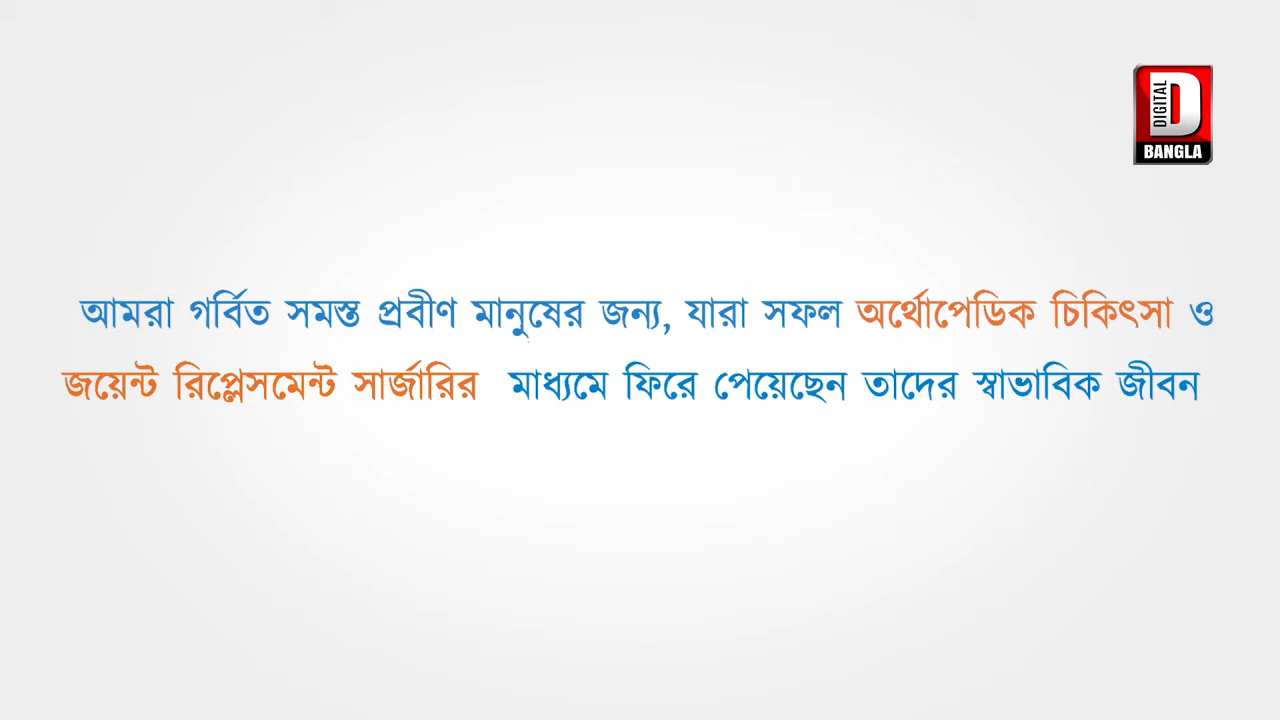 DIGITAL
D
BANGLA
আমরা গর্বিত সমস্ত প্রবীণ মানুষের জন্য, যারা সফল অর্থোপেডিক চিকিৎসা ও
জয়েন্ট রিপ্লেসমেন্ট সার্জারির মাধ্যমে ফিরে পেয়েছেন তাদের স্বাভাবিক জীবন